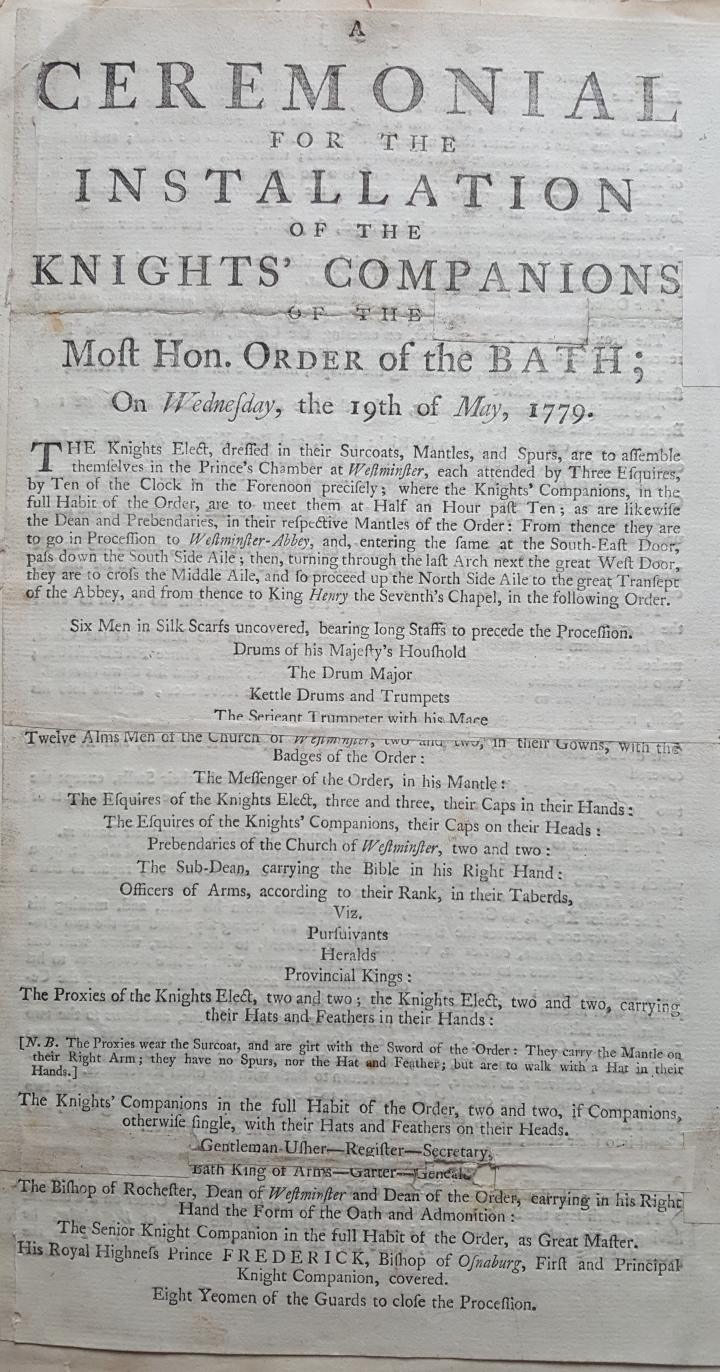 A
CEREMONIAL
FOR THE
INSTALLATION
OF THE
KNIGHTS' COMPANIONS
OF THE
Moſt Hon. ORDER of the BATH;
On Wedneſday, the 19th of May, 1779.
THE Knights Elect, dreſſed in their Surcoats, Mantles, and Spurs, are to aſſemble
themſelves in the Prince's Chamber at Weſtminſter, each attended by Three Eſquires,
by Ten of the Clock in the Forenoon preciſely; where the Knights' Companions, in the
full Habit of the Order, are to meet them at Half an Hour paſt Ten; as are likewiſe
the Dean and Prebendaries, in their reſpective Mantles of the Order: From thence they are
to go in Proceſſion to Weſtminſter-Abbey, and, entering the ſame at the South-Eaſt Door,
paſs down the South Side Aile; then, turning through the laſt Arch next the great Weſt Door,
they are to croſs the Middle Aile, and ſo proceed up the North Side Aile to the great Tranſept
of the Abbey, and from thence to King Henry the Seventh's Chapel, in the following Order.
Six Men in Silk Scarfs uncovered, bearing long Staffs to precede the Proceſſion.
Drums of his Majeſty's Houſhold
The Drum Major
Kettle Drums and Trumpets
The Serjeant Trumpeter with his Mace
Twelve Alms Men of the Church of Weſtminſter, two and two, in their Gowns, with the
Badges of the Order:
The Meſſenger of the Order, in his Mantle:
The Eſquires of the Knights Elect, three and three, their Caps in their Hands:
The Eſquires of the Knights' Companions, their Caps on their Heads:
Prebendaries of the Church of Weſtminſter, two and two:
The Sub-Dean, carrying the Bible in his Right Hand:
Officers of Arms, according to their Rank, in their Taberds,
Viz.
Purſuivants
Heralds
Provincial Kings:
The Proxies of the Knights Elect, two and two; the Knights Elect, two and two, carrying
their Hats and Feathers in their Hands:
[N. B. The Proxies wear the Surcoat, and are girt with the Sword of the Order: They carry the Mantle on
their Right Arm; they have no Spurs, nor the Hat and Feather; but are to walk with a Hat in their
Hands.]
The Knights' Companions in the full Habit of the Order, two and two, if Companions,
otherwiſe ſingle, with their Hats and Feathers on their Heads.
Gentleman-Uſher—Regiſter—Secretary,
Bath King of Arms—Garter—Geneal.
The Biſhop of Rocheſter, Dean of Weſtminſter and Dean of the Order, carrying in his Right
Hand the Form of the Oath and Admonition:
The Senior Knight Companion in the full Habit of the Order, as Great Maſter.
His Royal Highneſs Prince FREDERICK, Biſhop of Oſnaburg, Firſt and Principal
Knight Companion, covered.
Eight Yeomen of the Guards to cloſe the Proceſſion.